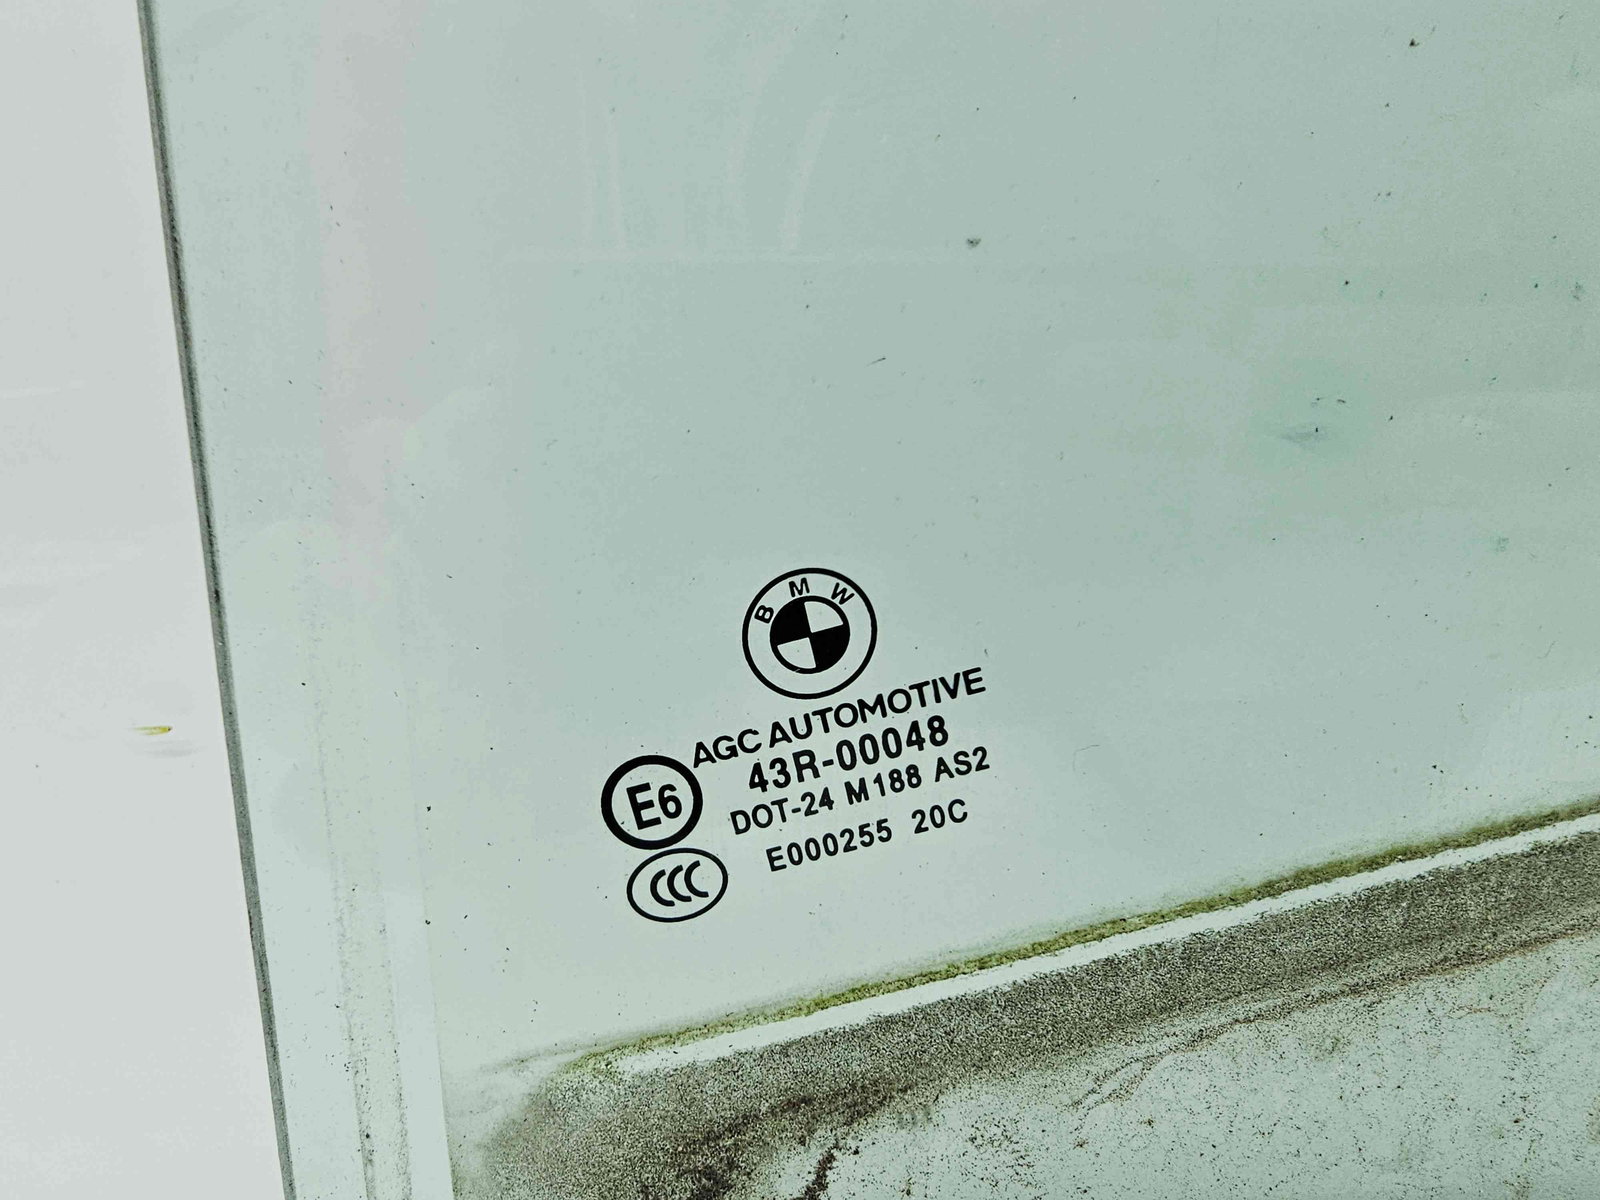 BMW
AGC AUTOMOTIVE
43R-00048
E6
DOT-24 M188 AS2
E000255 20C
CCC